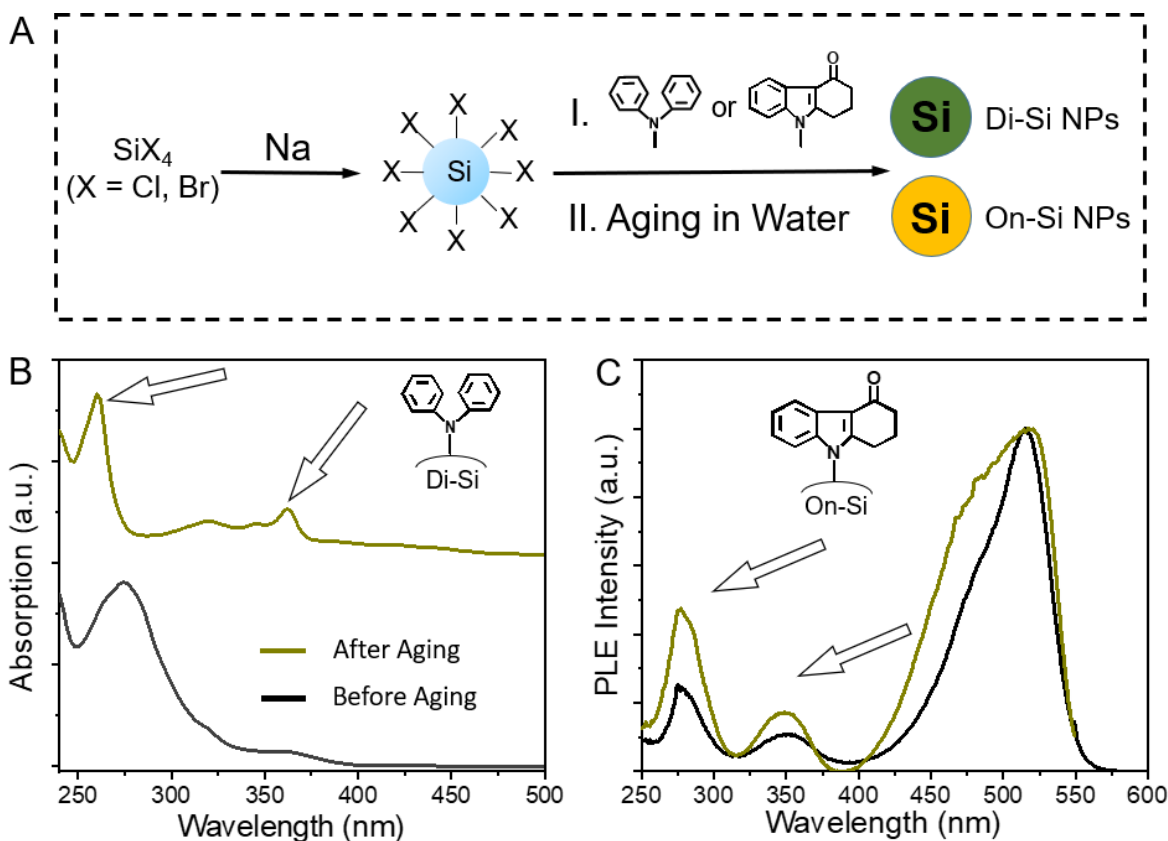 A
SiX₄
(X = Cl, Br)
Na
X X X X X X X X
Si
I.
N
or
O
N
II. Aging in Water
Si Di-Si NPs
Si On-Si NPs
B
Absorption (a.u.)
N
Di-Si
After Aging
Before Aging
250 300 350 400 450 500
Wavelength (nm)
C
PLE Intensity (a.u.)
O
N
On-Si
250 300 350 400 450 500 550 600
Wavelength (nm)